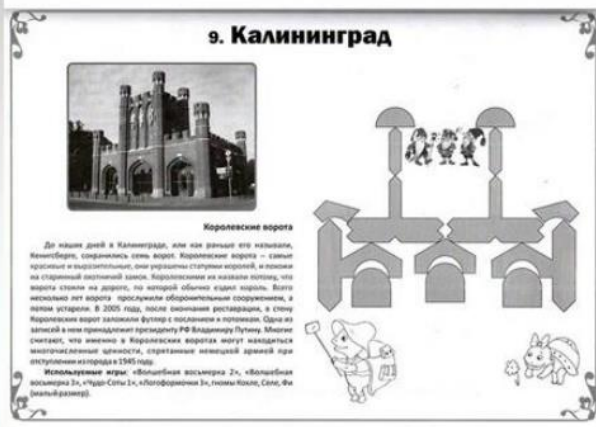 9. Калининград
Королевские ворота
До наших дней в Калининграде, или как раньше его называли,
Кенигсберге, сохранились семь ворот. Королевские ворота – самые
красивые и выразительные, они украшены статуями королей, и похожи
на старинный охотничий замок. Королевскими их назвали потому, что
ворота стояли на дороге, по которой обычно ездил король. Всего
несколько лет ворота прослужили оборонительным сооружением, а
потом устарели. В 2005 году, после окончания реставрации, в стену
Королевских ворот заложили футляр с посланием к потомкам. Одна из
записей в нем принадлежит президенту РФ Владимиру Путину. Многие
считают, что именно в Королевских воротах могут находиться
многочисленные ценности, спрятанные немецкой армией при
отступлении из города в 1945 году.
Используемые игры: «Волшебная восьмерка 2», «Волшебная
восьмерка 3», «Чудо-Соты 1», «Логоформочки 3», гномы Кохле, Селе, Фи
(малый размер).